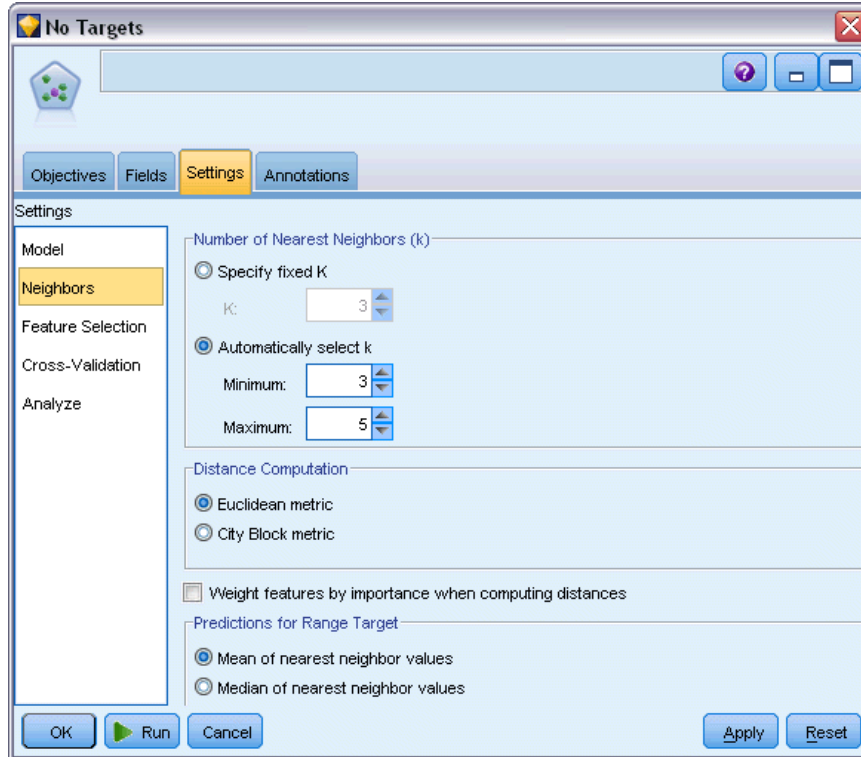 No Targets
Objectives Fields Settings Annotations
Settings
Model
Neighbors
Feature Selection
Cross-Validation
Analyze
Number of Nearest Neighbors (k)
Specify fixed K
K: 3
Automatically select k
Minimum: 3
Maximum: 5
Distance Computation
Euclidean metric
City Block metric
Weight features by importance when computing distances
Predictions for Range Target
Mean of nearest neighbor values
Median of nearest neighbor values
OK Run Cancel Apply Reset